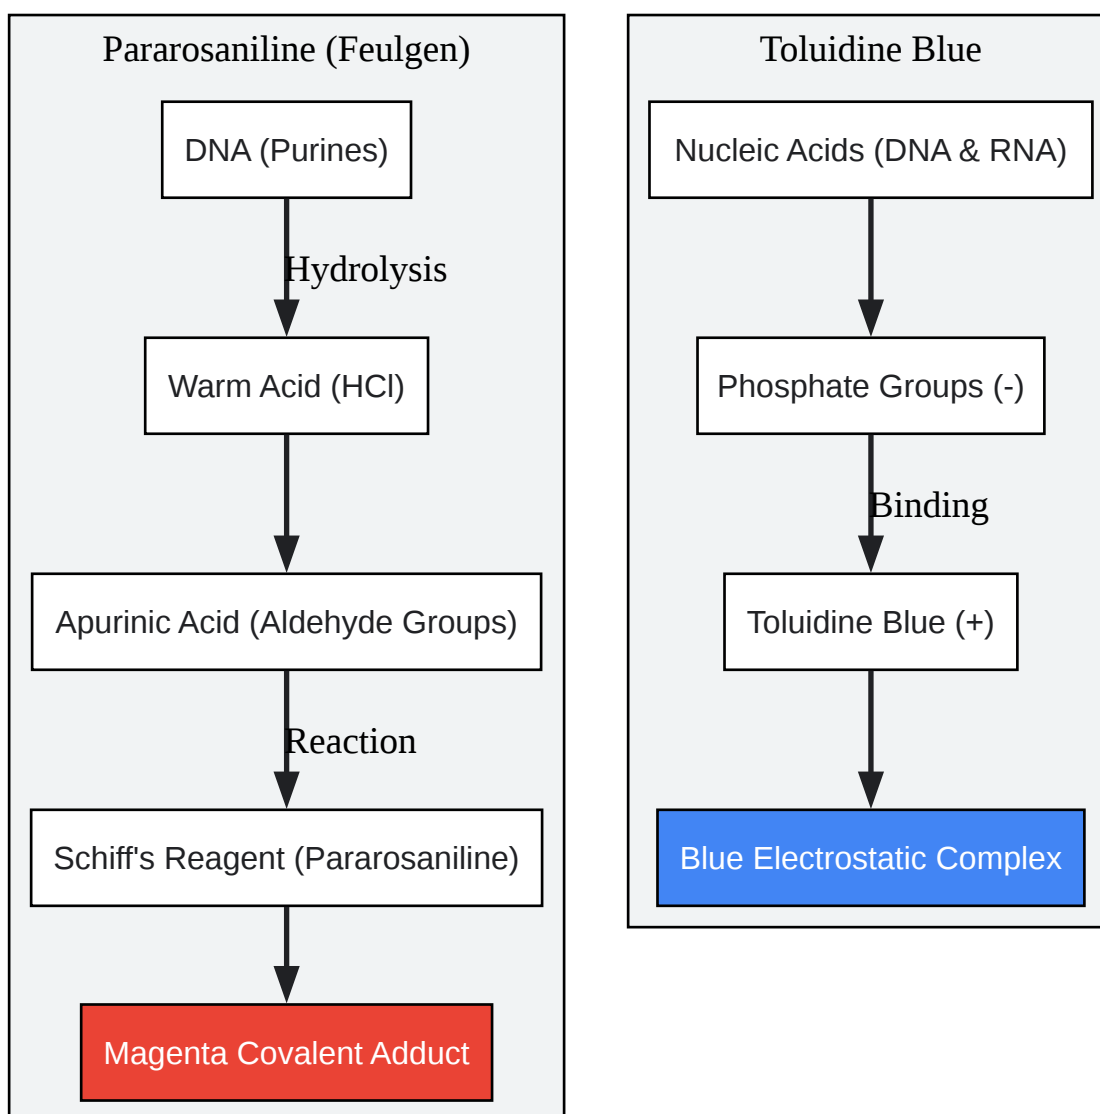 Pararosaniline (Feulgen)
DNA (Purines)
Hydrolysis
Warm Acid (HCl)
Apurinic Acid (Aldehyde Groups)
Reaction
Schiff's Reagent (Pararosaniline)
Magenta Covalent Adduct
Toluidine Blue
Nucleic Acids (DNA & RNA)
Phosphate Groups (-)
Binding
Toluidine Blue (+)
Blue Electrostatic Complex